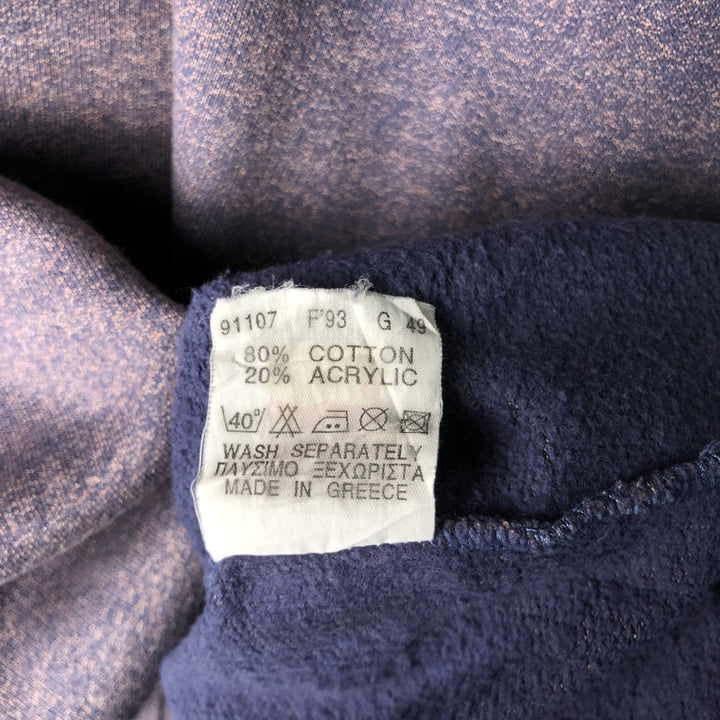 91107 F'93 G 49
80% COTTON
20% ACRYLIC
40°
WASH SEPARATELY
ΠΛΥΣΙΜΟ ΞΕΧΩΡΙΣΤΑ
MADE IN GREECE